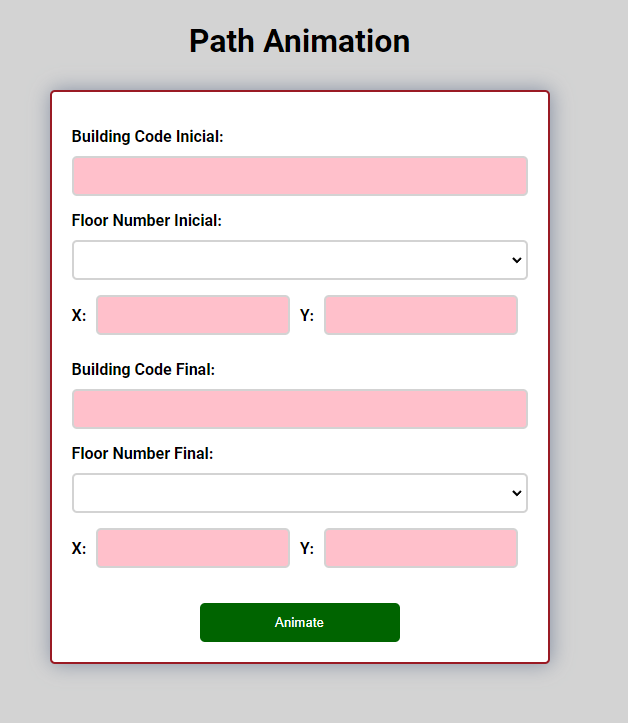 Path Animation
Building Code Inicial:
Floor Number Inicial:
X: Y:
Building Code Final:
Floor Number Final:
X: Y:
Animate